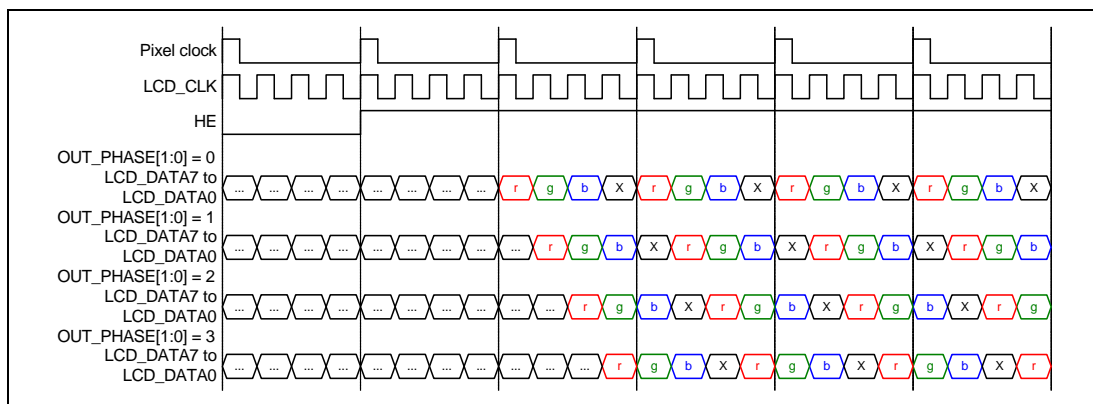 Pixel clock
LCD_CLK
HE
OUT_PHASE[1:0] = 0
LCD_DATA7 to
LCD_DATA0
... ... ... ... ... ... ... ... r g b X r g b X r g b X r g b X
OUT_PHASE[1:0] = 1
LCD_DATA7 to
LCD_DATA0
... ... ... ... ... ... ... ... ... r g b X r g b X r g b X r g b
OUT_PHASE[1:0] = 2
LCD_DATA7 to
LCD_DATA0
... ... ... ... ... ... ... ... ... ... r g b X r g b X r g b X r g
OUT_PHASE[1:0] = 3
LCD_DATA7 to
LCD_DATA0
... ... ... ... ... ... ... ... ... ... ... r g b X r g b X r g b X r